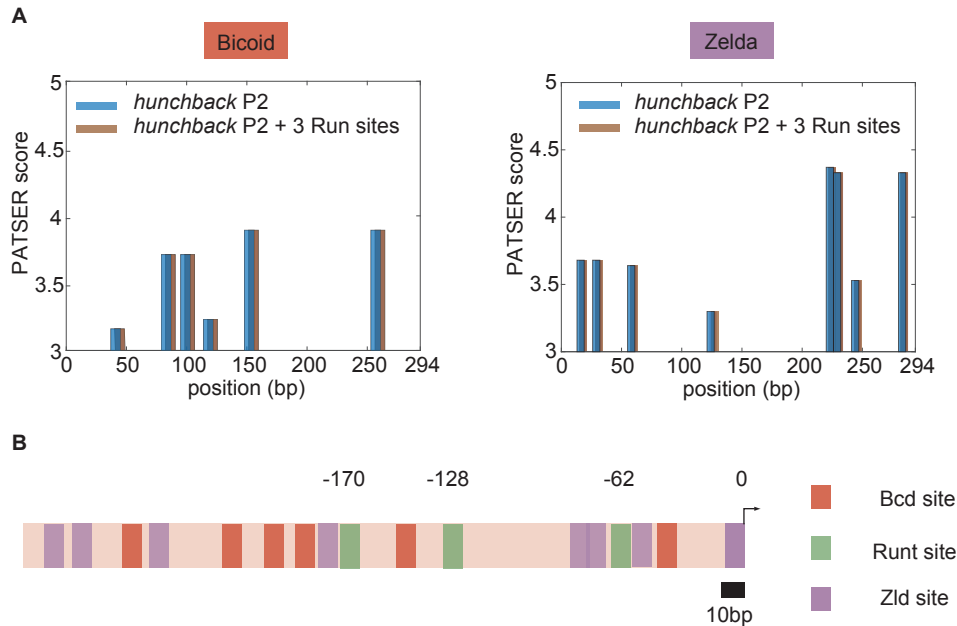 A
Bicoid
Zelda
5
4.5
4
3.5
3
PATSER score
hunchback P2
hunchback P2 + 3 Run sites
0 50 100 150 200 250 294
position (bp)
5
4.5
4
3.5
3
PATSER score
hunchback P2
hunchback P2 + 3 Run sites
0 50 100 150 200 250 294
position (bp)
B
-170 -128 -62 0
Bcd site
Runt site
Zld site
10bp